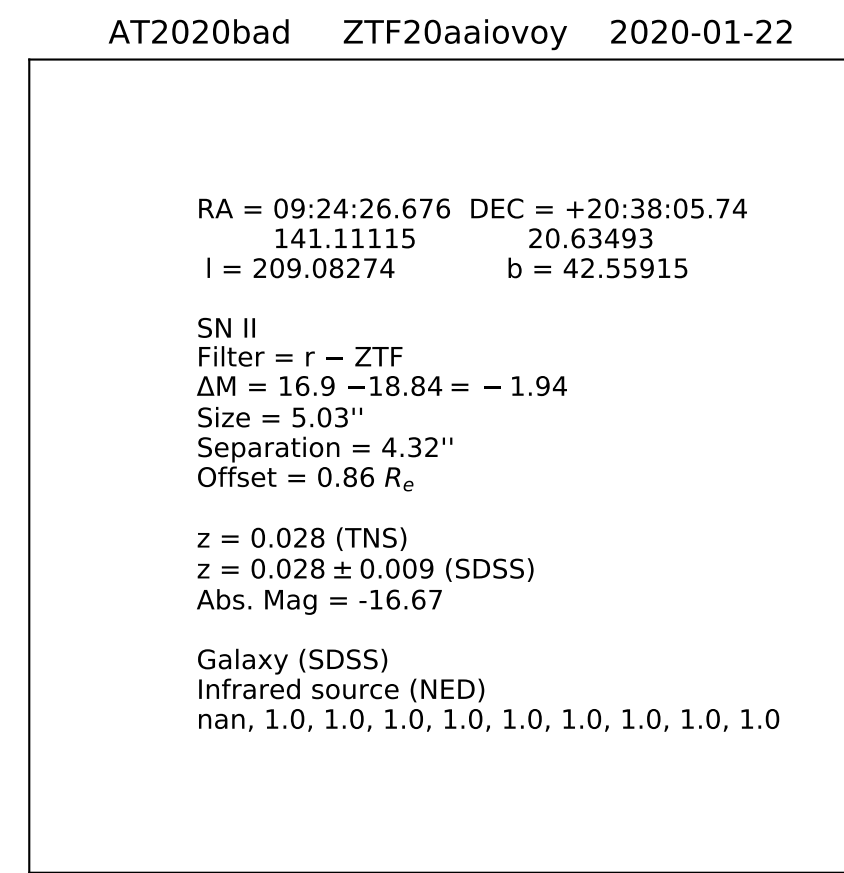 AT2020bad ZTF20aaiovoy 2020-01-22
RA = 09:24:26.676 DEC = +20:38:05.74
141.11115 20.63493
l = 209.08274 b = 42.55915
SN II
Filter = r − ZTF
ΔM = 16.9 −18.84 = − 1.94
Size = 5.03''
Separation = 4.32''
Offset = 0.86 Re
z = 0.028 (TNS)
z = 0.028 ± 0.009 (SDSS)
Abs. Mag = -16.67
Galaxy (SDSS)
Infrared source (NED)
nan, 1.0, 1.0, 1.0, 1.0, 1.0, 1.0, 1.0, 1.0, 1.0